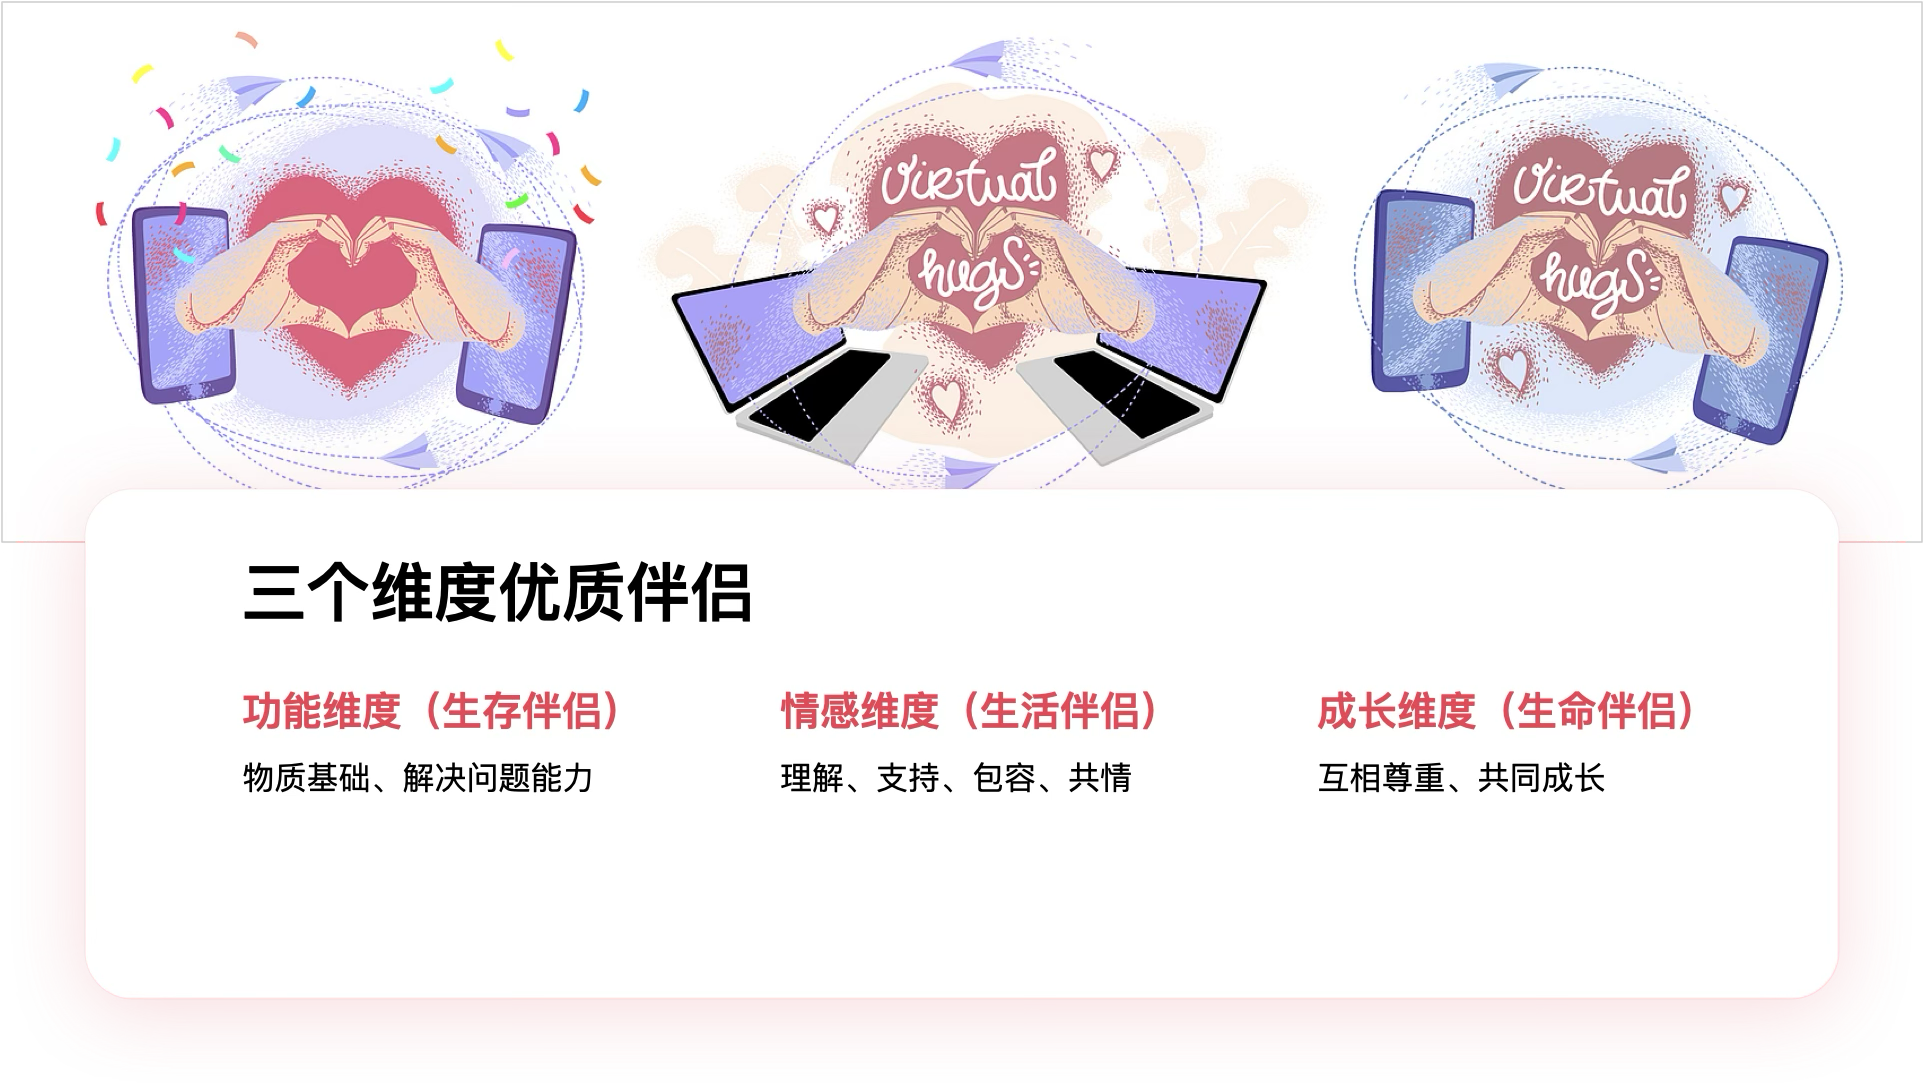 virtual
hugs
virtual
hugs
三个维度优质伴侣
功能维度（生存伴侣）
物质基础、解决问题能力
情感维度（生活伴侣）
理解、支持、包容、共情
成长维度（生命伴侣）
互相尊重、共同成长